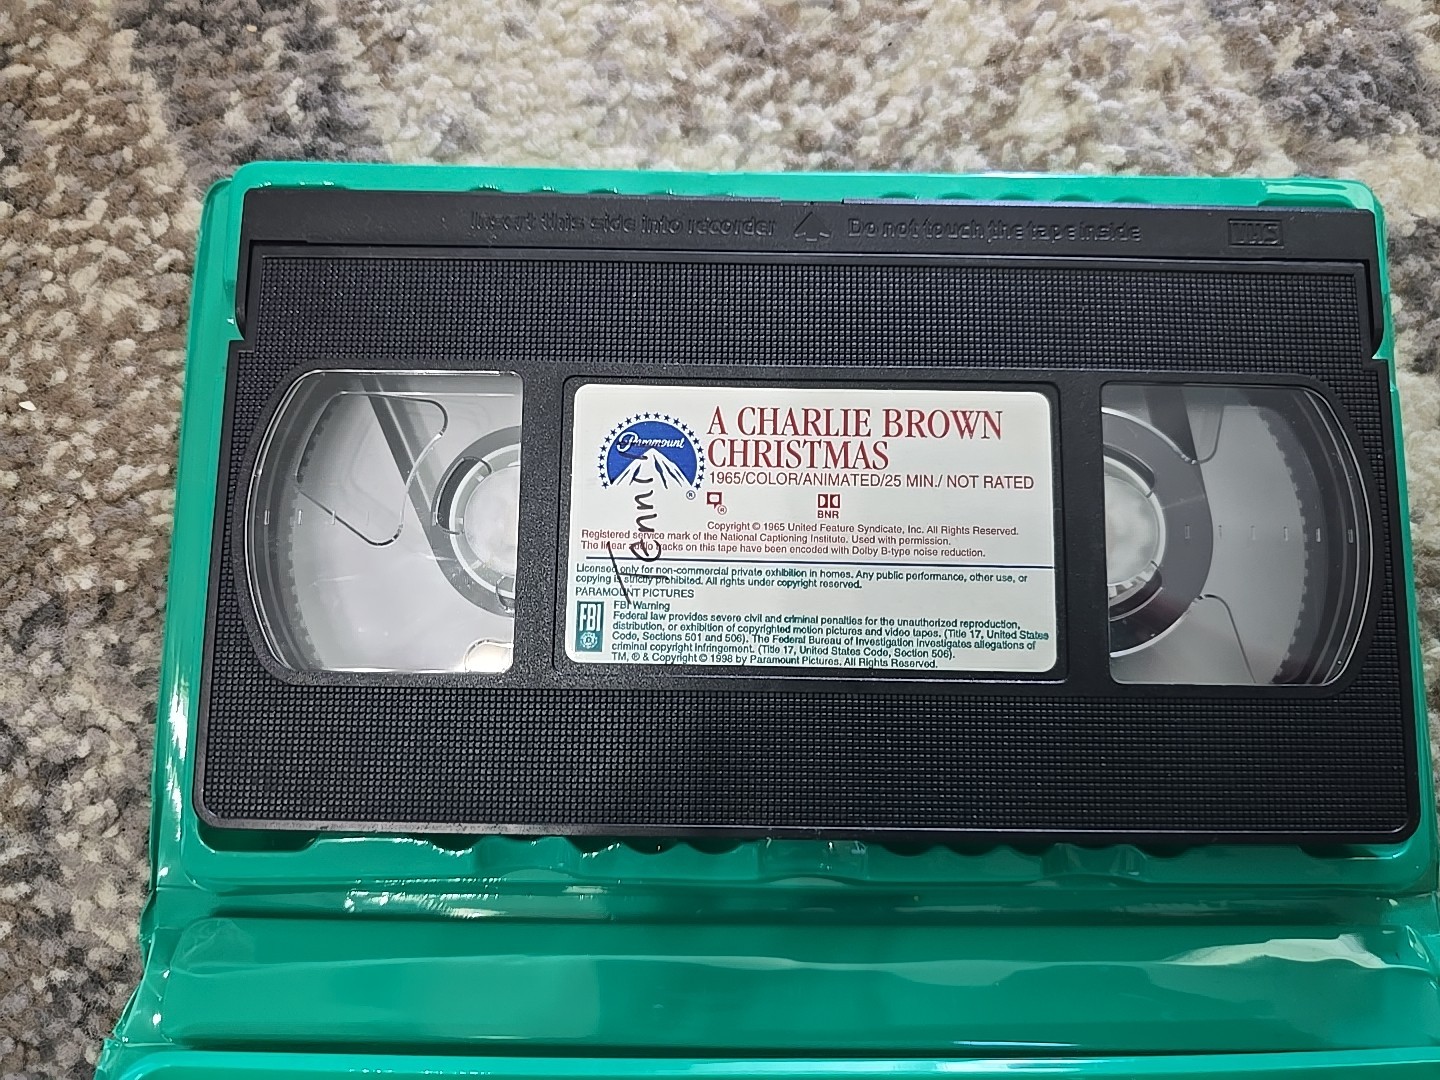 Insert this side into recorder Do not touch the tape inside VHS
Paramount
®
A CHARLIE BROWN
CHRISTMAS
1965/COLOR/ANIMATED/25 MIN./ NOT RATED
®
BNR
Copyright © 1965 United Feature Syndicate, Inc. All Rights Reserved.
Registered service mark of the National Captioning Institute. Used with permission.
The linear audio tracks on this tape have been encoded with Dolby B-type noise reduction.
Licensed only for non-commercial private exhibition in homes. Any public performance, other use, or
copying is strictly prohibited. All rights under copyright reserved.
PARAMOUNT PICTURES
FBI
FBI Warning
Federal law provides severe civil and criminal penalties for the unauthorized reproduction,
distribution, or exhibition of copyrighted motion pictures and video tapes. (Title 17, United States
Code, Sections 501 and 506). The Federal Bureau of Investigation investigates allegations of
criminal copyright infringement. (Title 17, United States Code, Section 506).
TM, ® & Copyright © 1998 by Paramount Pictures. All Rights Reserved.